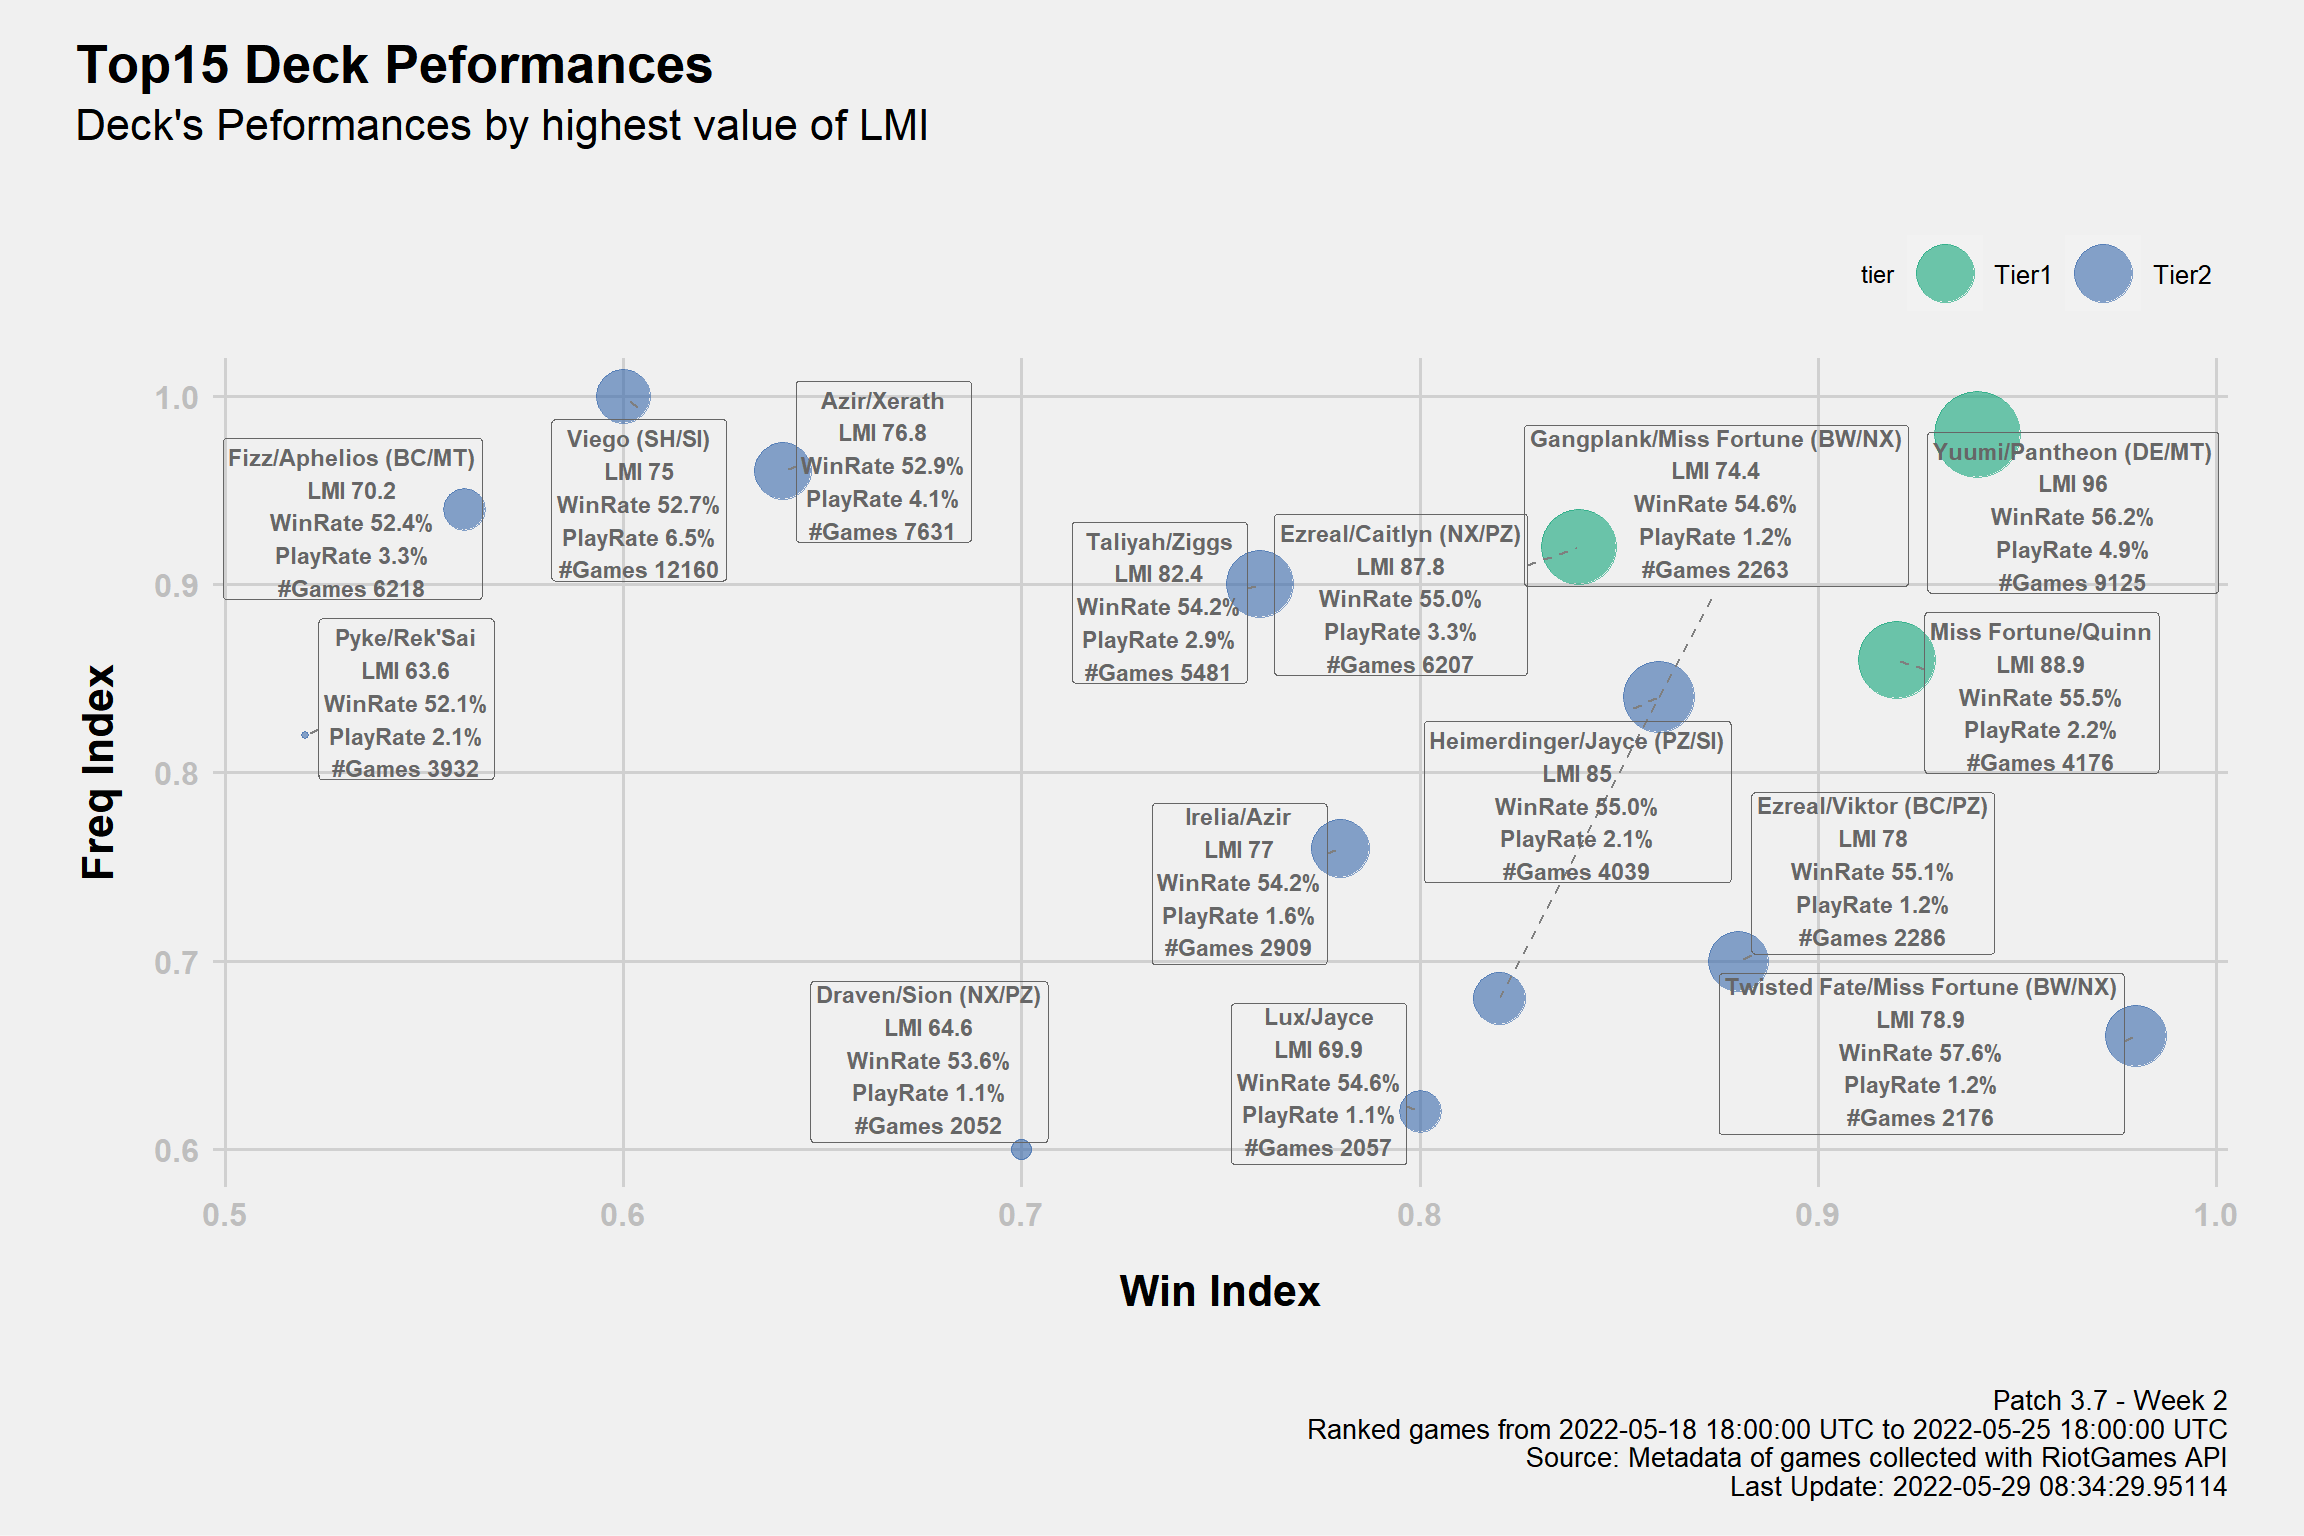 Top15 Deck Peformances
Deck's Peformances by highest value of LMI
tier
Tier1
Tier2
Freq Index
1.0
0.9
0.8
0.7
0.6
Fizz/Aphelios (BC/MT)
LMI 70.2
WinRate 52.4%
PlayRate 3.3%
#Games 6218
Viego (SH/SI)
LMI 75
WinRate 52.7%
PlayRate 6.5%
#Games 12160
Azir/Xerath
LMI 76.8
WinRate 52.9%
PlayRate 4.1%
#Games 7631
Taliyah/Ziggs
LMI 82.4
WinRate 54.2%
PlayRate 2.9%
#Games 5481
Ezreal/Caitlyn (NX/PZ)
LMI 87.8
WinRate 55.0%
PlayRate 3.3%
#Games 6207
Gangplank/Miss Fortune (BW/NX)
LMI 74.4
WinRate 54.6%
PlayRate 1.2%
#Games 2263
Yuumi/Pantheon (DE/MT)
LMI 96
WinRate 56.2%
PlayRate 4.9%
#Games 9125
Pyke/Rek'Sai
LMI 63.6
WinRate 52.1%
PlayRate 2.1%
#Games 3932
Miss Fortune/Quinn
LMI 88.9
WinRate 55.5%
PlayRate 2.2%
#Games 4176
Heimerdinger/Jayce (PZ/SI)
LMI 85
WinRate 55.0%
PlayRate 2.1%
#Games 4039
Irelia/Azir
LMI 77
WinRate 54.2%
PlayRate 1.6%
#Games 2909
Ezreal/Viktor (BC/PZ)
LMI 78
WinRate 55.1%
PlayRate 1.2%
#Games 2286
Draven/Sion (NX/PZ)
LMI 64.6
WinRate 53.6%
PlayRate 1.1%
#Games 2052
Lux/Jayce
LMI 69.9
WinRate 54.6%
PlayRate 1.1%
#Games 2057
Twisted Fate/Miss Fortune (BW/NX)
LMI 78.9
WinRate 57.6%
PlayRate 1.2%
#Games 2176
0.5
0.6
0.7
0.8
0.9
1.0
Win Index
Patch 3.7 - Week 2
Ranked games from 2022-05-18 18:00:00 UTC to 2022-05-25 18:00:00 UTC
Source: Metadata of games collected with RiotGames API
Last Update: 2022-05-29 08:34:29.95114